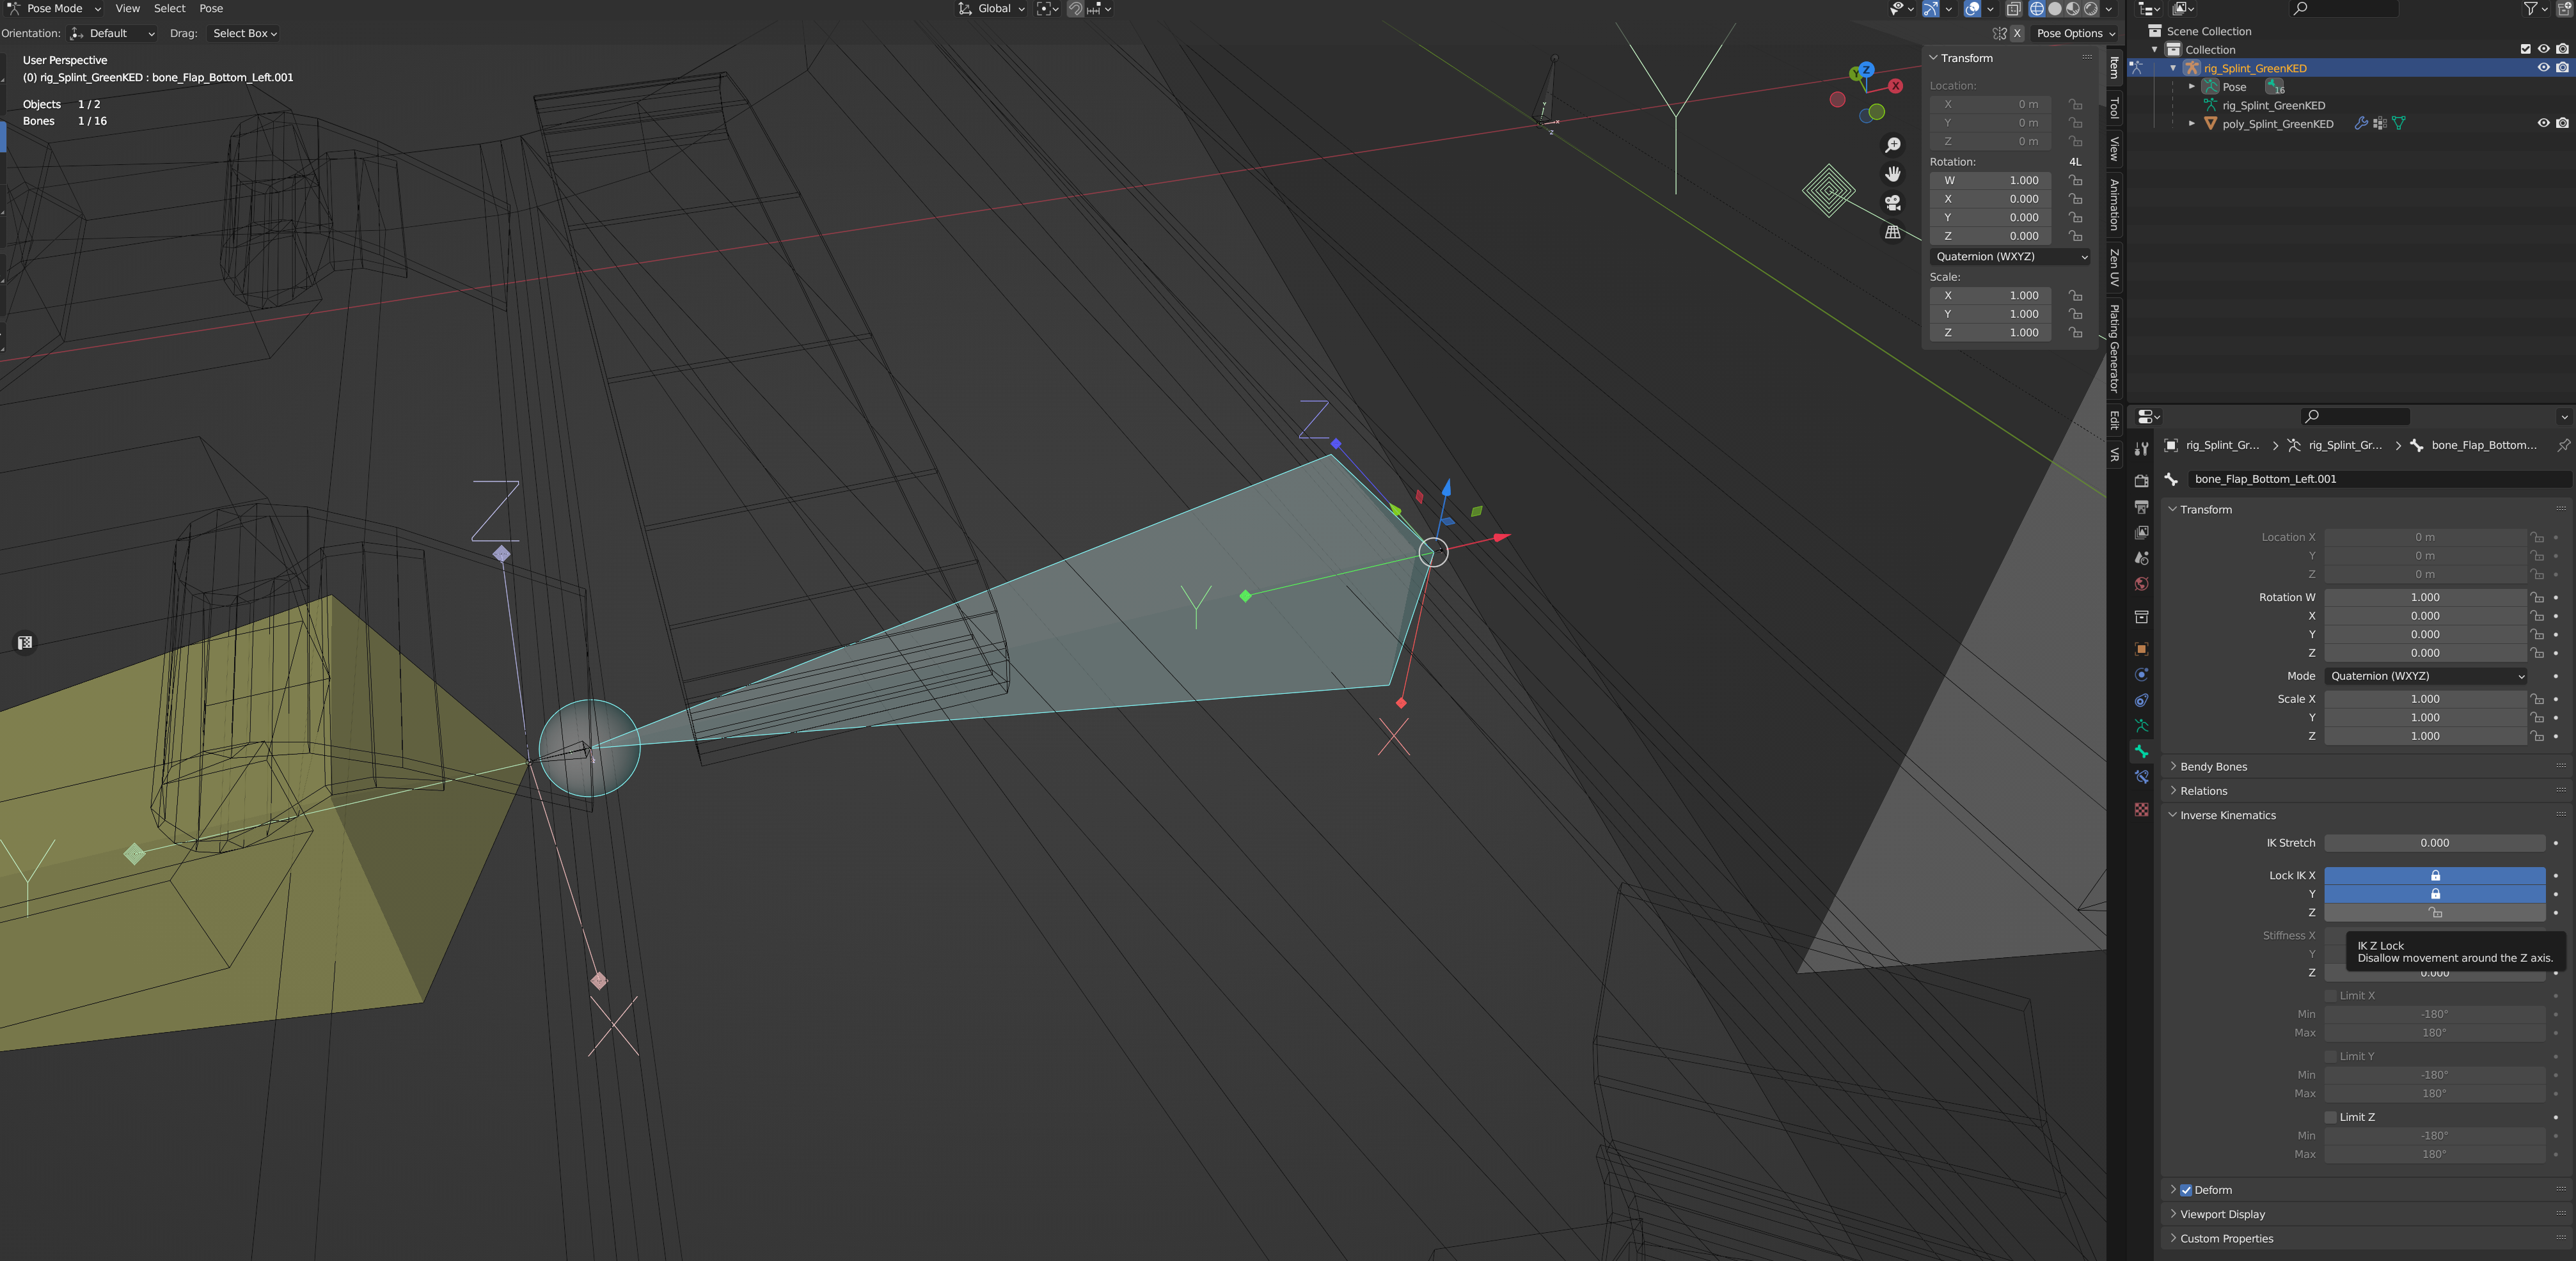 Pose Mode View Select Pose Global
Orientation: Default Drag: Select Box X Pose Options
User Perspective
(0) rig_Splint_GreenKED : bone_Flap_Bottom_Left.001
Objects 1 / 2
Bones 1 / 16
Z
Z
Y
X
X
Y
Y
Z
Y
X
Transform
Location:
X 0 m
Y 0 m
Z 0 m
Rotation: 4L
W 1.000
X 0.000
Y 0.000
Z 0.000
Quaternion (WXYZ)
Scale:
X 1.000
Y 1.000
Z 1.000
Item
Tool
View
Animation
Zen UV
Plating Generator
Edit
VR
Scene Collection
Collection
rig_Splint_GreenKED
Pose 16
rig_Splint_GreenKED
poly_Splint_GreenKED
rig_Splint_Gr... rig_Splint_Gr... bone_Flap_Bottom...
bone_Flap_Bottom_Left.001
Transform
Location X 0 m
Y 0 m
Z 0 m
Rotation W 1.000
X 0.000
Y 0.000
Z 0.000
Mode Quaternion (WXYZ)
Scale X 1.000
Y 1.000
Z 1.000
Bendy Bones
Relations
Inverse Kinematics
IK Stretch 0.000
Lock IK X
Y
Z
Stiffness X
IK Z Lock
Y
Disallow movement around the Z axis.
Z 0.000
Limit X
Min -180°
Max 180°
Limit Y
Min -180°
Max 180°
Limit Z
Min -180°
Max 180°
Deform
Viewport Display
Custom Properties